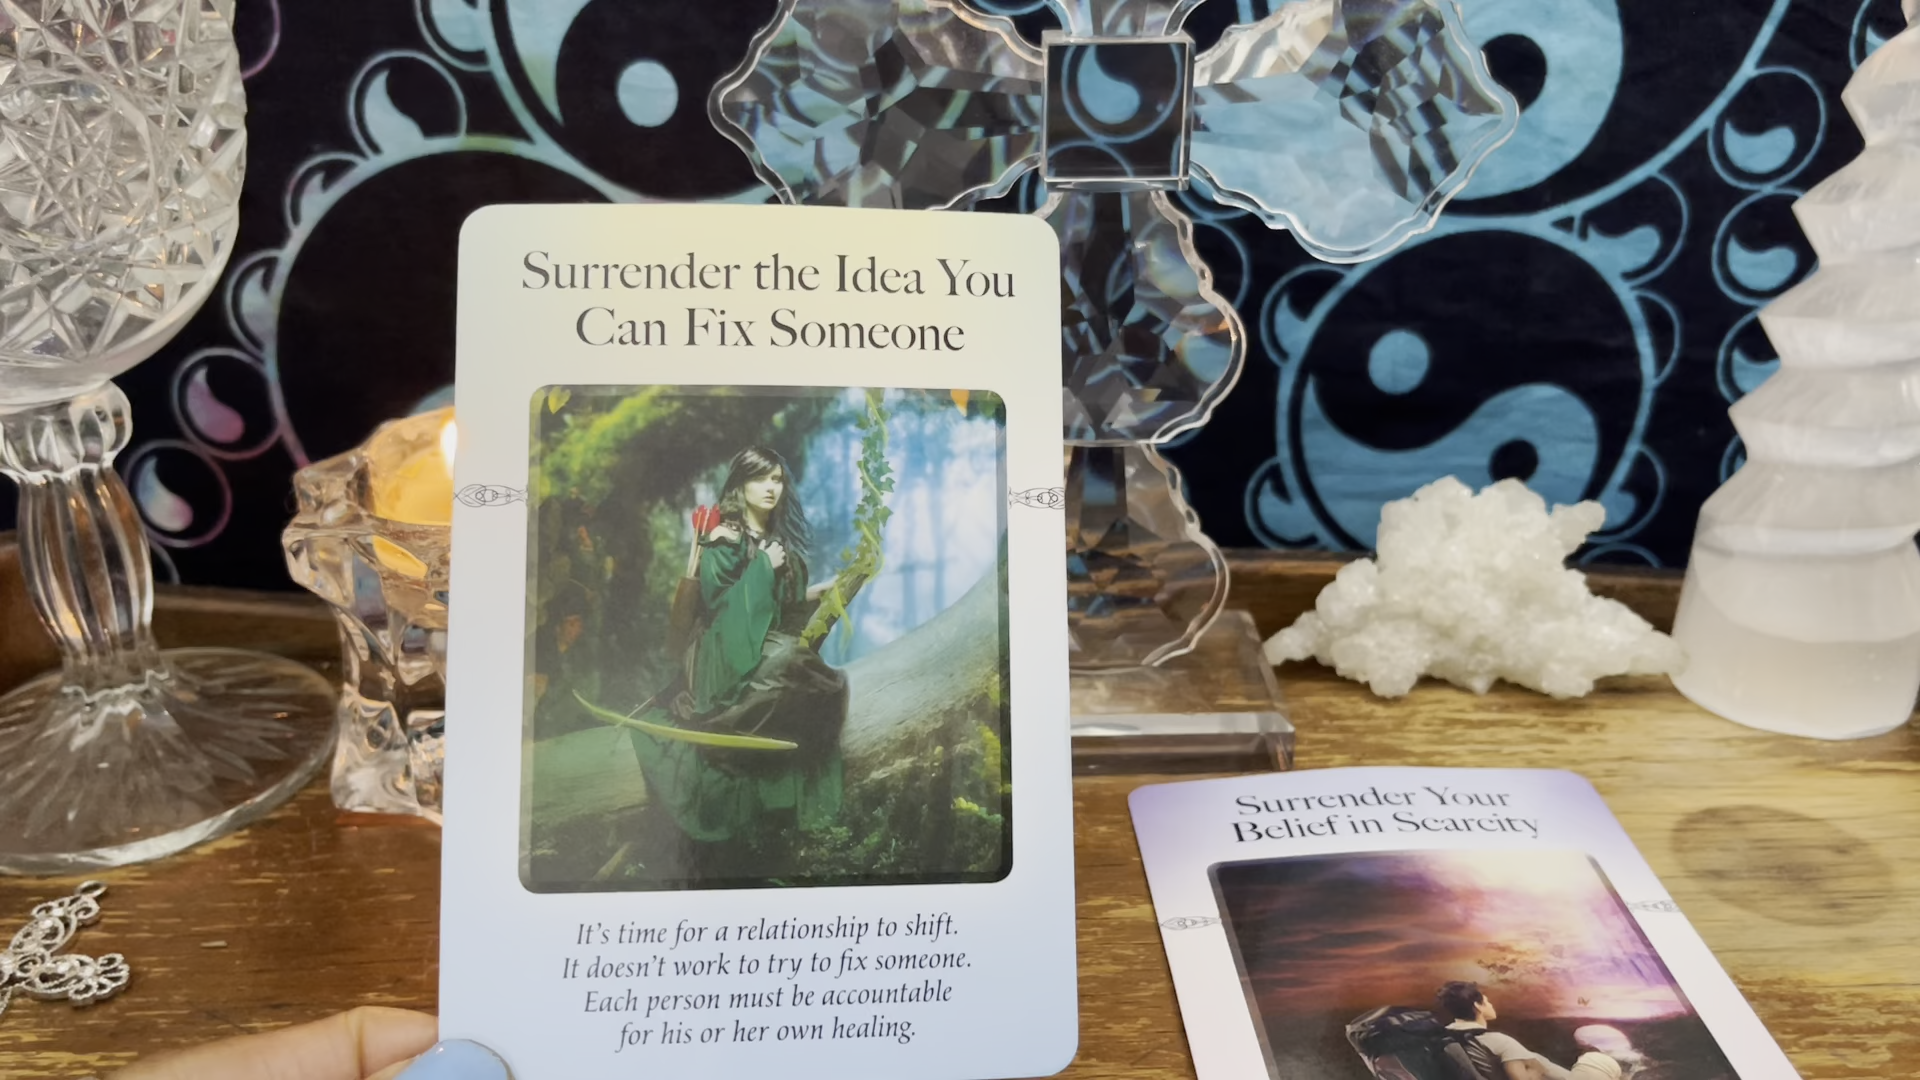 Surrender the Idea You
Can Fix Someone
It's time for a relationship to shift.
It doesn't work to try to fix someone.
Each person must be accountable
for his or her own healing.
Surrender Your
Belief in Scarcity